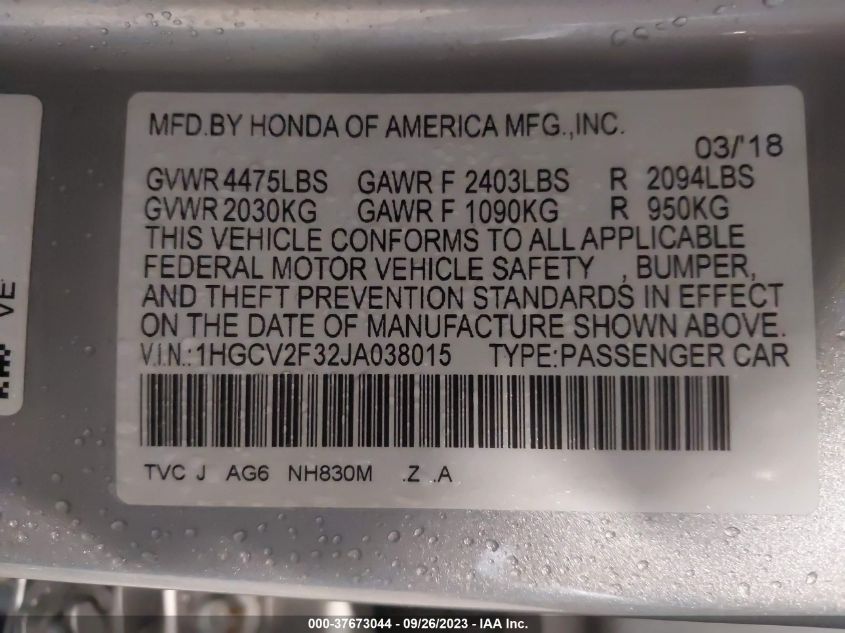 MFD.BY HONDA OF AMERICA MFG.,INC.
03/'18
GVWR 4475LBS GAWR F 2403LBS R 2094LBS
GVWR 2030KG GAWR F 1090KG R 950KG
THIS VEHICLE CONFORMS TO ALL APPLICABLE
FEDERAL MOTOR VEHICLE SAFETY , BUMPER,
AND THEFT PREVENTION STANDARDS IN EFFECT
ON THE DATE OF MANUFACTURE SHOWN ABOVE.
V.I.N.:1HGCV2F32JA038015 TYPE:PASSENGER CAR
TVC J AG6 NH830M .Z .A
VE
000-37673044 - 09/26/2023 - IAA Inc.